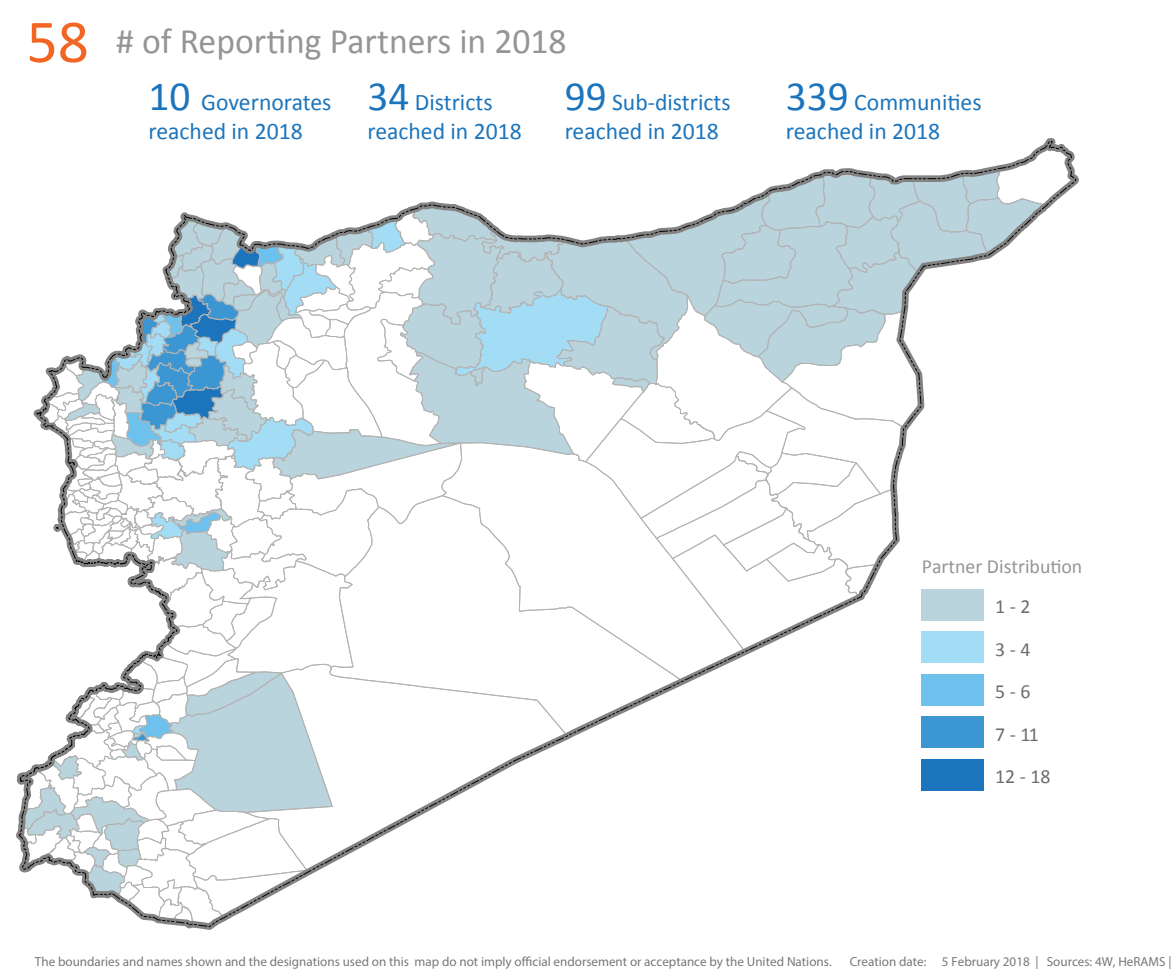 58 # of Reporting Partners in 2018
10 Governorates reached in 2018
34 Districts reached in 2018
99 Sub-districts reached in 2018
339 Communities reached in 2018
Partner Distribution
1 - 2
3 - 4
5 - 6
7 - 11
12 - 18
The boundaries and names shown and the designations used on this map do not imply official endorsement or acceptance by the United Nations. Creation date: 5 February 2018 | Sources: 4W, HeRAMS |